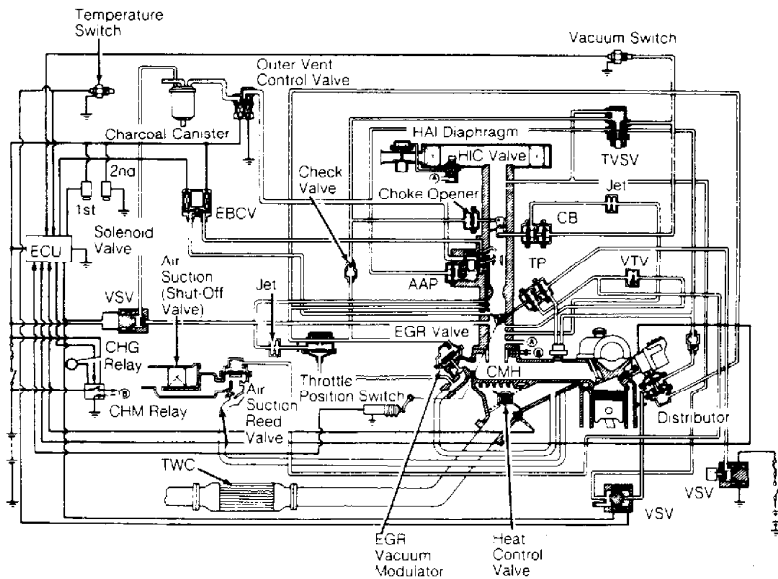 Temperature
Switch
Vacuum Switch
Outer Vent
Control Valve
Charcoal Canister
HAI Diaphragm
HIC Valve
TVSV
2nd
1st
Check
Valve
Choke Opener
Jet
EBCV
CB
Solenoid
Valve
ECU
Air
Suction
(Shut-Off
Valve)
AAP
TP
VTV
VSV
Jet
EGR Valve
CHG
Relay
CMH
Throttle
Position Switch
Air
Suction
Reed
Valve
CHM Relay
Distributor
TWC
VSV
VSV
EGR
Vacuum
Modulator
Heat
Control
Valve